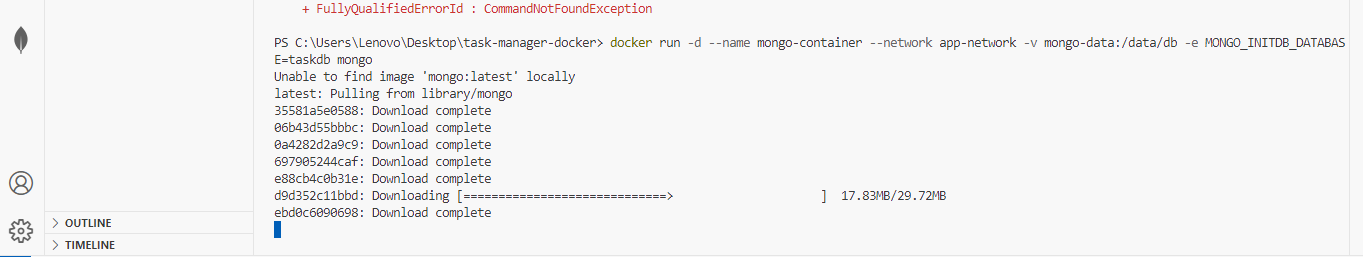 + FullyQualifiedErrorId : CommandNotFoundException
PS C:\Users\Lenovo\Desktop\task-manager-docker> docker run -d --name mongo-container --network app-network -v mongo-data:/data/db -e MONGO_INITDB_DATABAS
E=taskdb mongo
Unable to find image 'mongo:latest' locally
latest: Pulling from library/mongo
35581a5e0588: Download complete
06b43d55bbbc: Download complete
0a4282d2a9c9: Download complete
697905244caf: Download complete
e88cb4c0b31e: Download complete
d9d352c11bbd: Downloading [=============================>                     ]  17.83MB/29.72MB
ebd0c6090698: Download complete
OUTLINE
TIMELINE